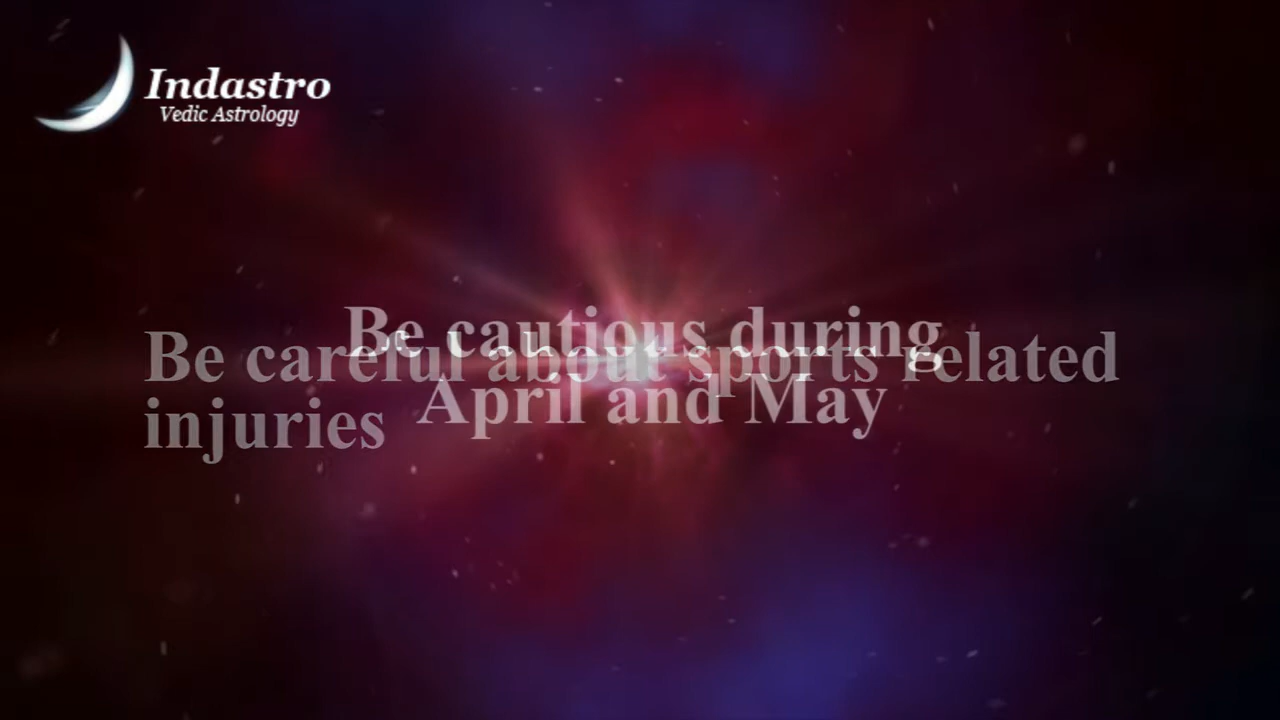 Indastro
Vedic Astrology
Be cautious during
April and May
Be careful about sports related
injuries